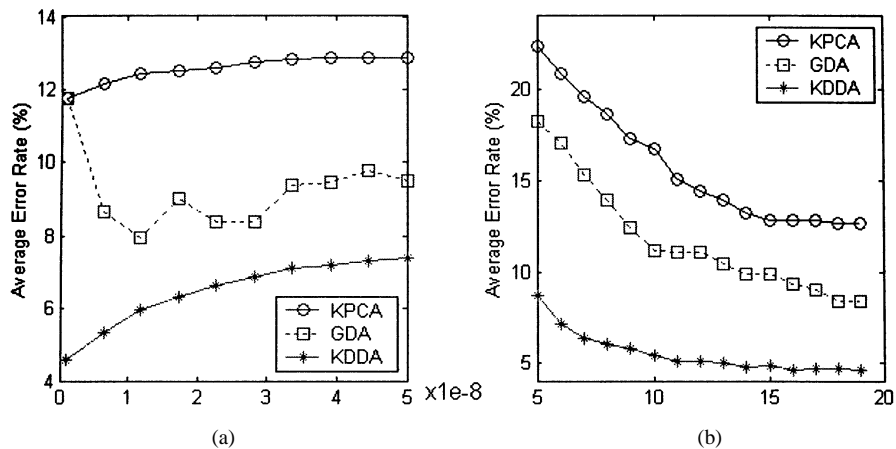 14
12
10
8
6
4
Average Error Rate (%)
KPCA
GDA
KDDA
0 1 2 3 4 5 x1e-8
(a)
20
15
10
5
Average Error Rate (%)
KPCA
GDA
KDDA
5 10 15 20
(b)